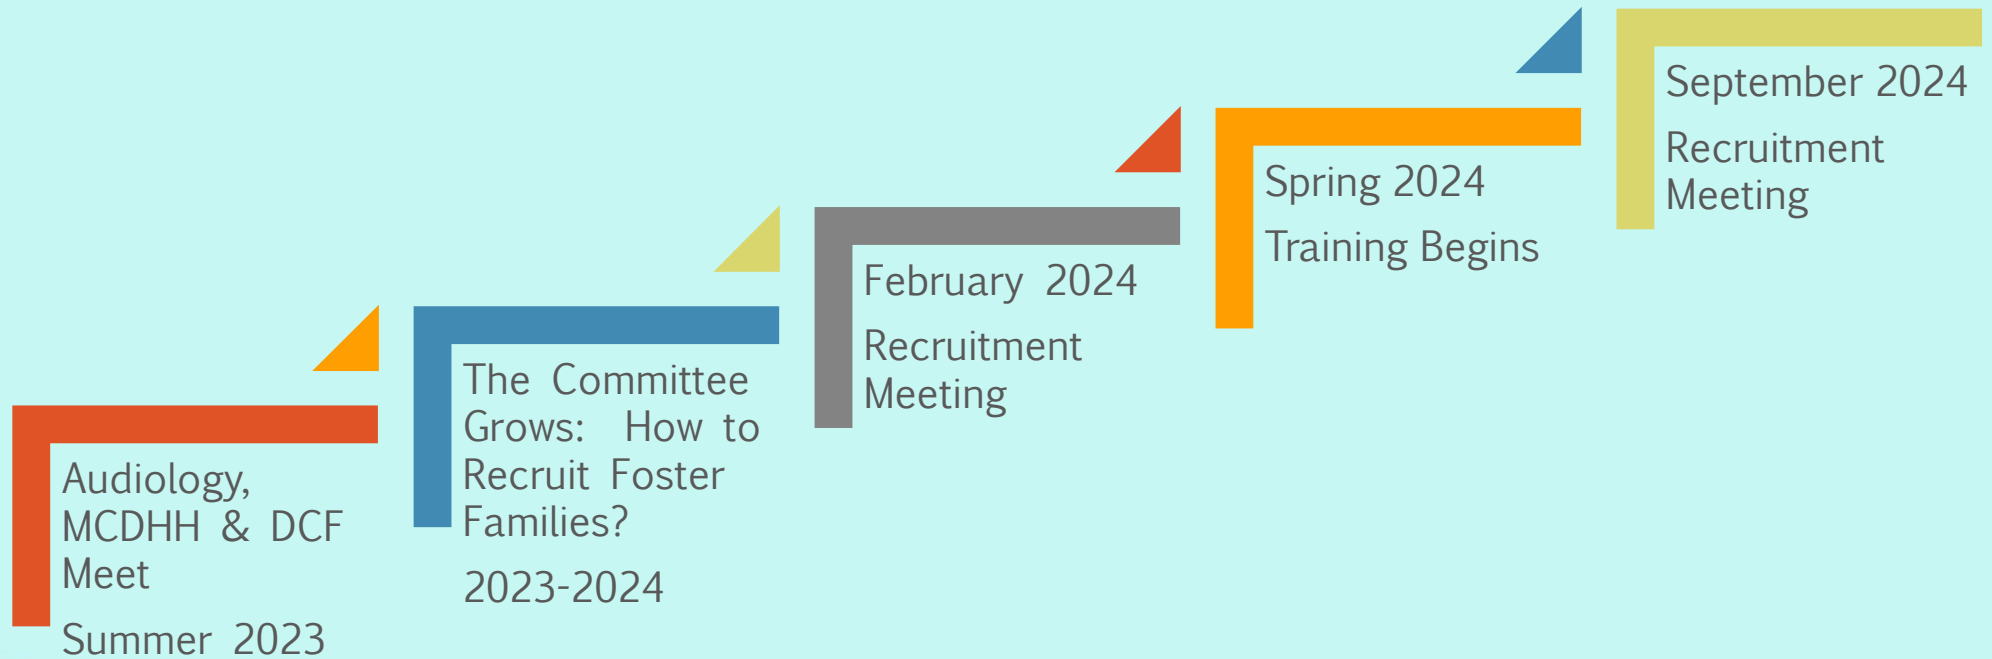 Audiology,
MCDHH & DCF
Meet
Summer 2023
The Committee
Grows: How to
Recruit Foster
Families?
2023-2024
February 2024
Recruitment
Meeting
Spring 2024
Training Begins
September 2024
Recruitment
Meeting